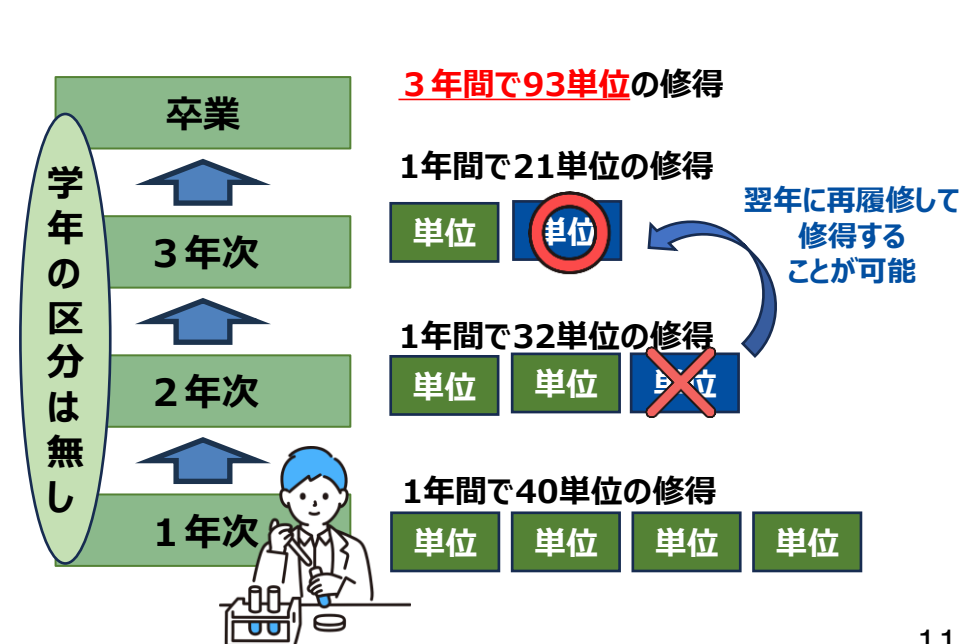 ３年間で93単位の修得
卒業
学年の区分は無し
1年間で21単位の修得
単位
単位
翌年に再履修して
修得する
ことが可能
３年次
1年間で32単位の修得
単位
単位
単位
２年次
1年間で40単位の修得
単位
単位
単位
単位
１年次
11